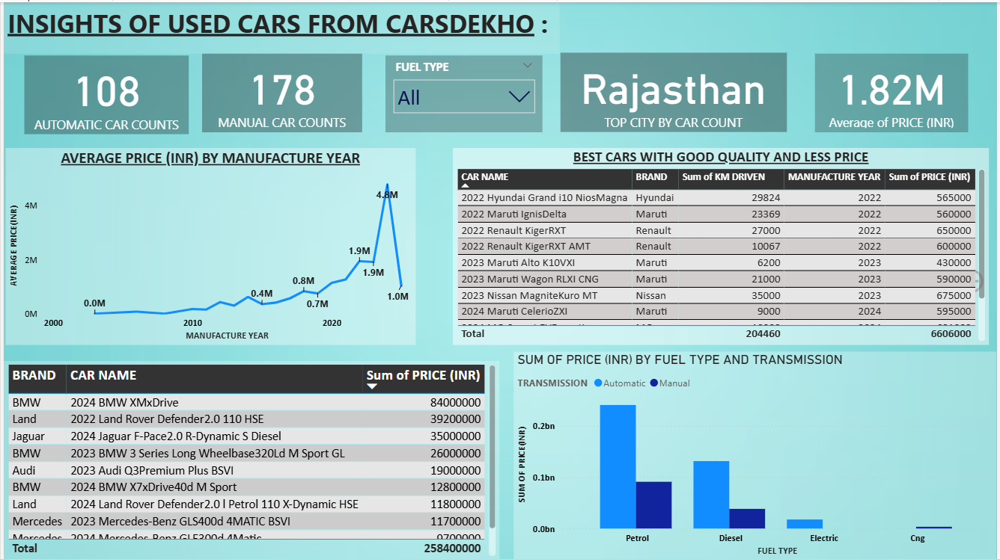 INSIGHTS OF USED CARS FROM CARSDEKHO :
108
AUTOMATIC CAR COUNTS
178
MANUAL CAR COUNTS
FUEL TYPE
All
Rajasthan
TOP CITY BY CAR COUNT
1.82M
Average of PRICE (INR)
AVERAGE PRICE (INR) BY MANUFACTURE YEAR
AVERAGE PRICE(INR)
4M
2M
0M
0.0M
0.4M
0.8M
0.7M
1.9M
1.9M
4.8M
1.0M
2000 2010 2020
MANUFACTURE YEAR
BEST CARS WITH GOOD QUALITY AND LESS PRICE
CAR NAME BRAND Sum of KM DRIVEN MANUFACTURE YEAR Sum of PRICE (INR)
2022 Hyundai Grand i10 NiosMagna Hyundai 29824 2022 565000
2022 Maruti IgnisDelta Maruti 23369 2022 560000
2022 Renault KigerRXT Renault 27000 2022 650000
2022 Renault KigerRXT AMT Renault 10067 2022 600000
2023 Maruti Alto K10VXI Maruti 6200 2023 430000
2023 Maruti Wagon RLXI CNG Maruti 21000 2023 590000
2023 Nissan MagniteKuro MT Nissan 35000 2023 675000
2024 Maruti CelerioZXI Maruti 9000 2024 595000
Total 204460 6606000
BRAND CAR NAME Sum of PRICE (INR)
BMW 2024 BMW XMxDrive 84000000
Land 2022 Land Rover Defender2.0 110 HSE 39200000
Jaguar 2024 Jaguar F-Pace2.0 R-Dynamic S Diesel 35000000
BMW 2023 BMW 3 Series Long Wheelbase320Ld M Sport GL 26000000
Audi 2023 Audi Q3Premium Plus BSVI 19000000
BMW 2024 BMW X7xDrive40d M Sport 12800000
Land 2024 Land Rover Defender2.0 l Petrol 110 X-Dynamic HSE 11800000
Mercedes 2023 Mercedes-Benz GLS400d 4MATIC BSVI 11700000
Mercedes 2024 Mercedes-Benz 4Matic 9700000
Total 258400000
SUM OF PRICE (INR) BY FUEL TYPE AND TRANSMISSION
TRANSMISSION Automatic Manual
SUM OF PRICE(INR)
0.2bn
0.1bn
0.0bn
Petrol Diesel Electric Cng
FUEL TYPE